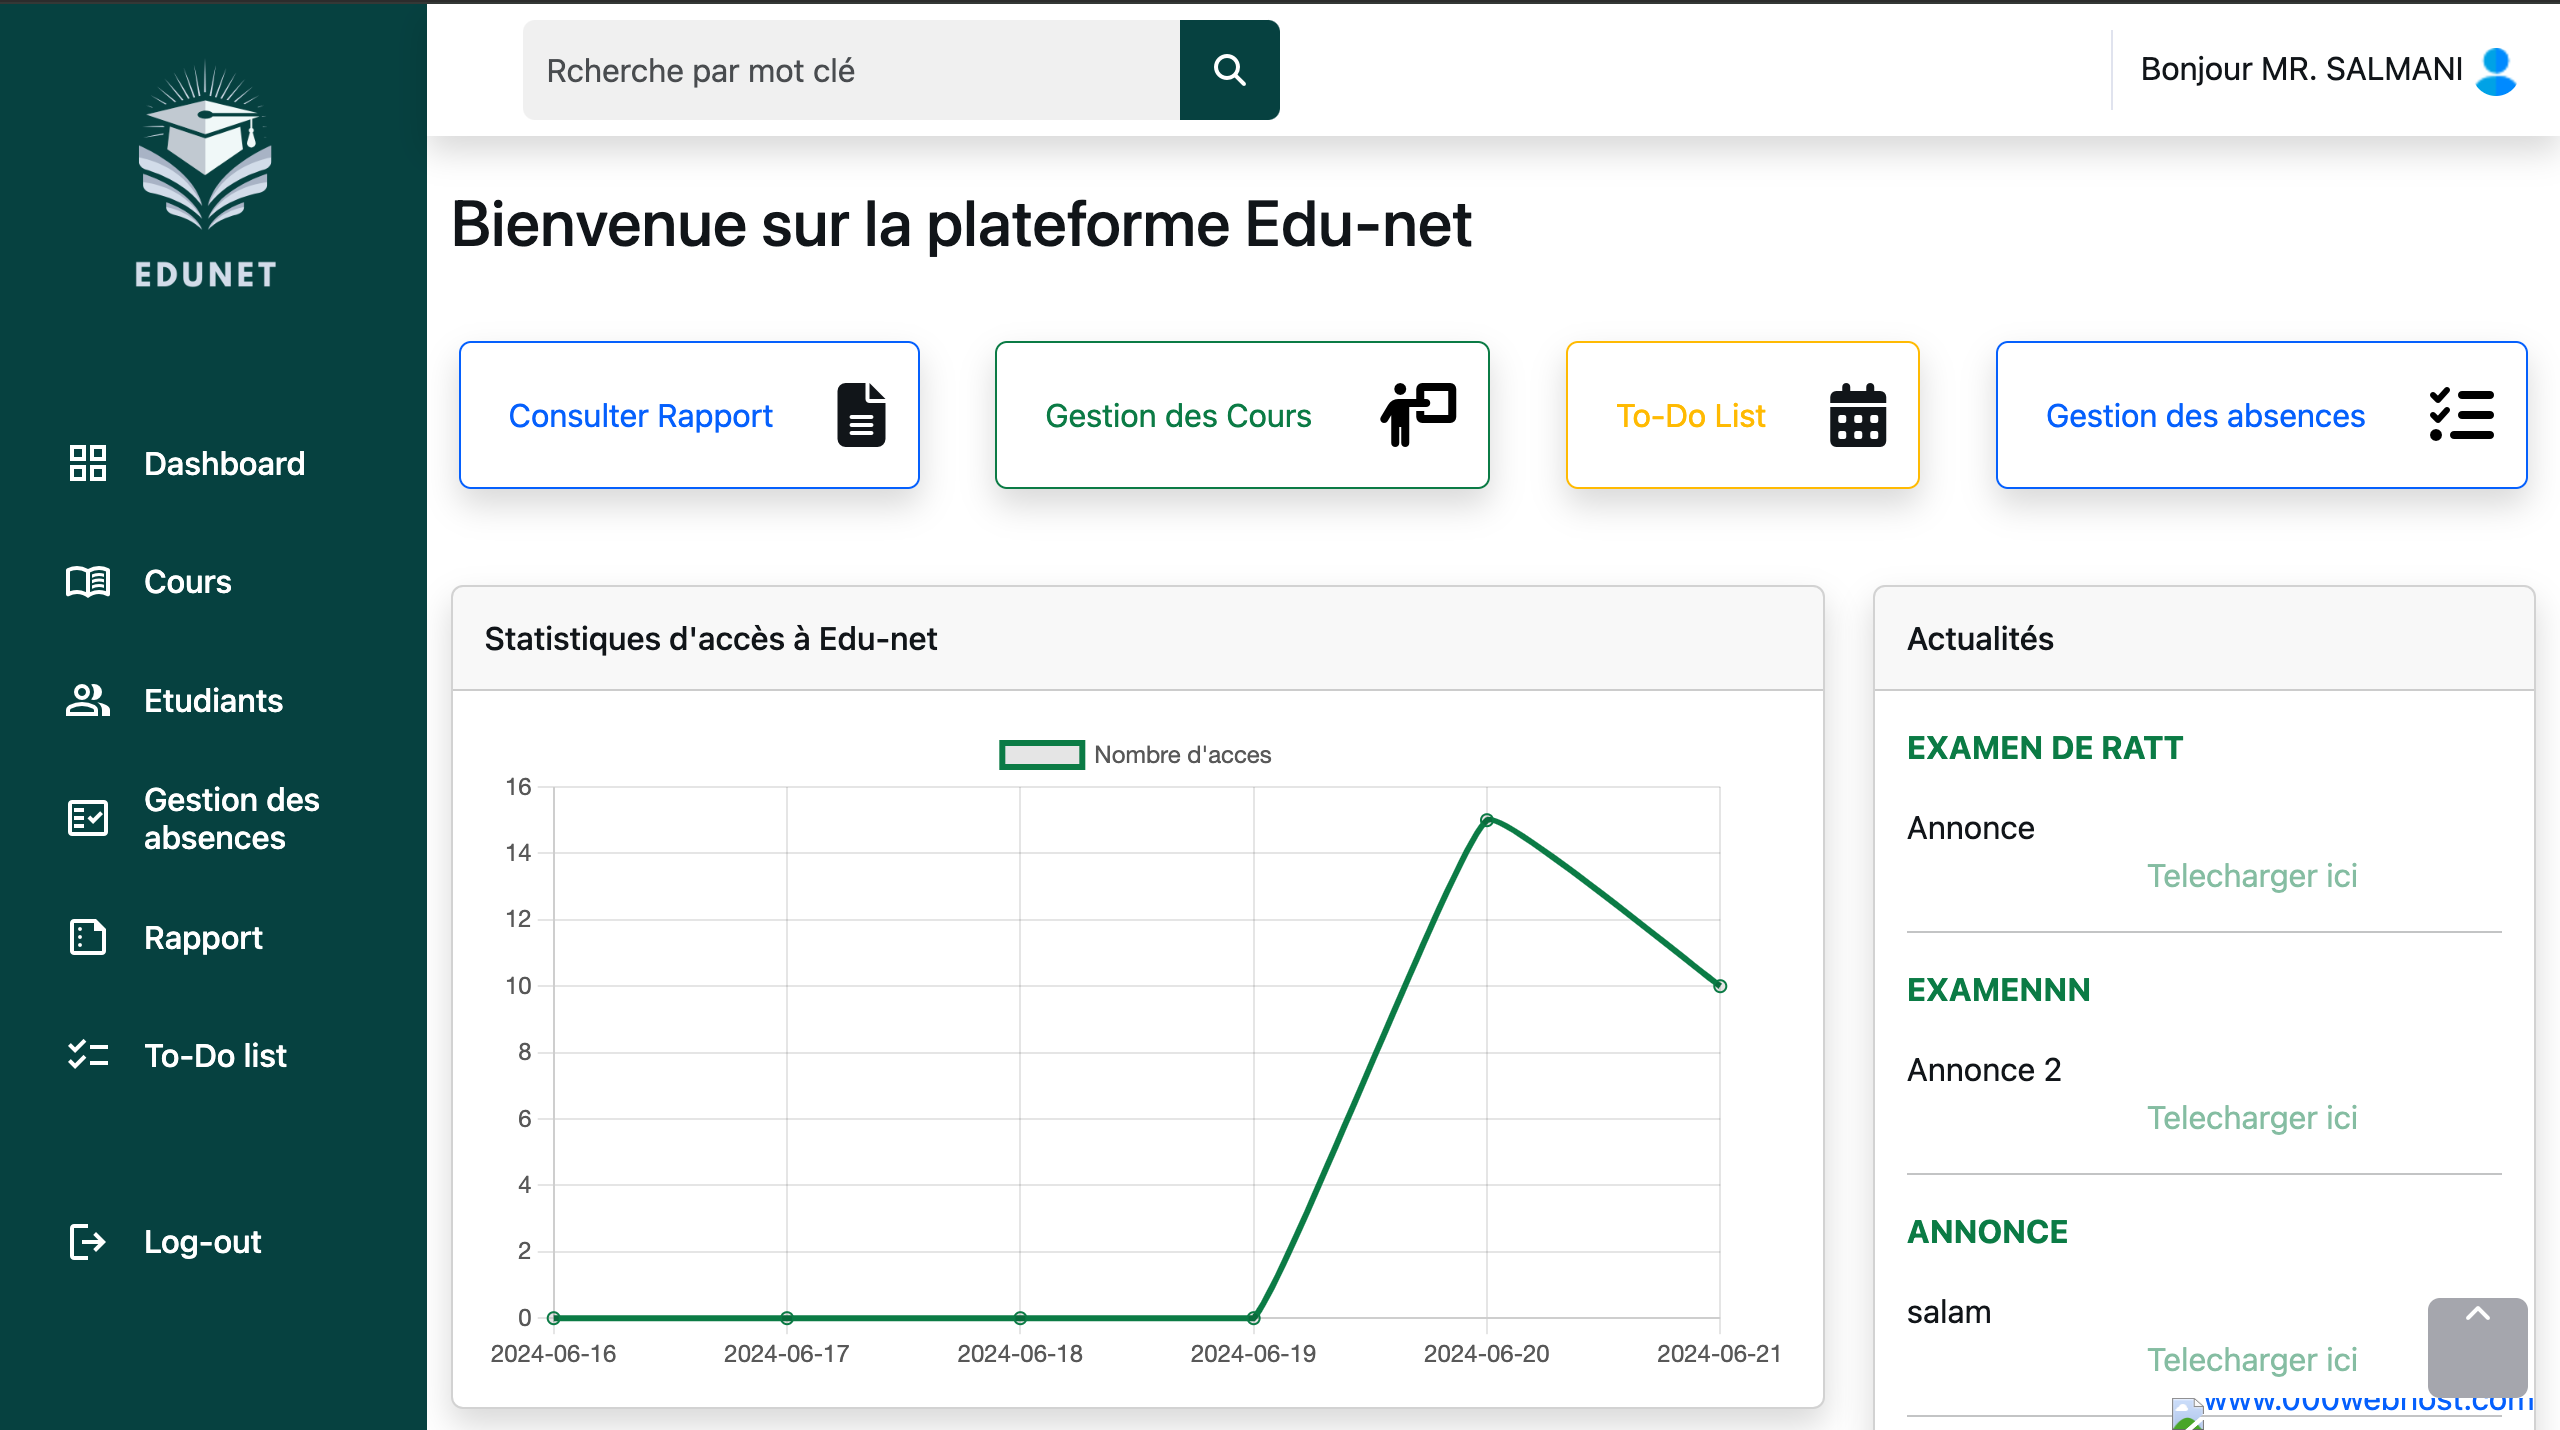 EDUNET
Dashboard
Cours
Etudiants
Gestion des
absences
Rapport
To-Do list
Log-out
Rcherche par mot clé
Bonjour MR. SALMANI
Bienvenue sur la plateforme Edu-net
Consulter Rapport
Gestion des Cours
To-Do List
Gestion des absences
Statistiques d'accès à Edu-net
Nombre d'acces
16
14
12
10
8
6
4
2
0
2024-06-16
2024-06-17
2024-06-18
2024-06-19
2024-06-20
2024-06-21
Actualités
EXAMEN DE RATT
Annonce
Telecharger ici
EXAMENNN
Annonce 2
Telecharger ici
ANNONCE
salam
Telecharger ici
www.000webhost.com